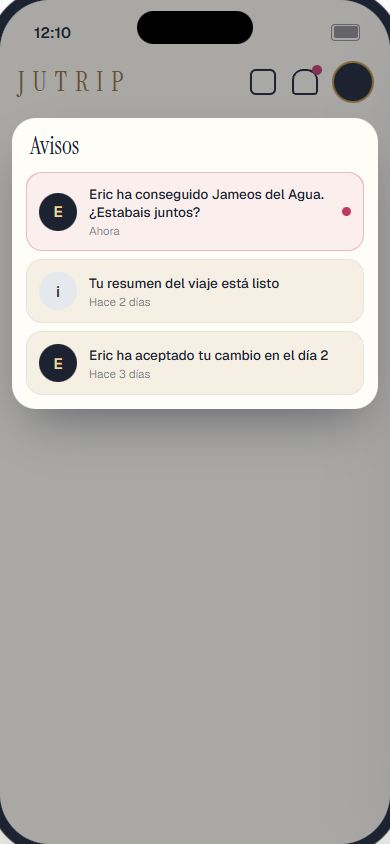 12:10
JUTRIP
Avisos
E
Eric ha conseguido Jameos del Agua.
¿Estabais juntos?
Ahora
i
Tu resumen del viaje está listo
Hace 2 días
E
Eric ha aceptado tu cambio en el día 2
Hace 3 días